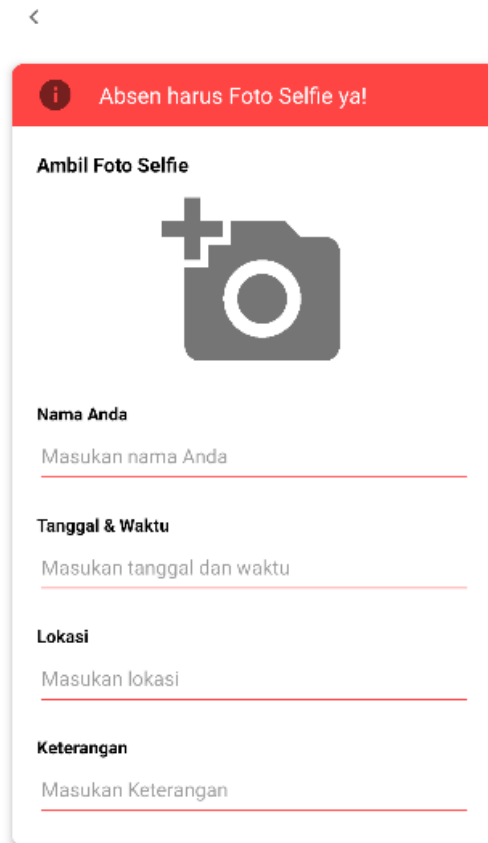 Absen harus Foto Selfie ya!
Ambil Foto Selfie
Nama Anda
Masukan nama Anda
Tanggal & Waktu
Masukan tanggal dan waktu
Lokasi
Masukan lokasi
Keterangan
Masukan Keterangan